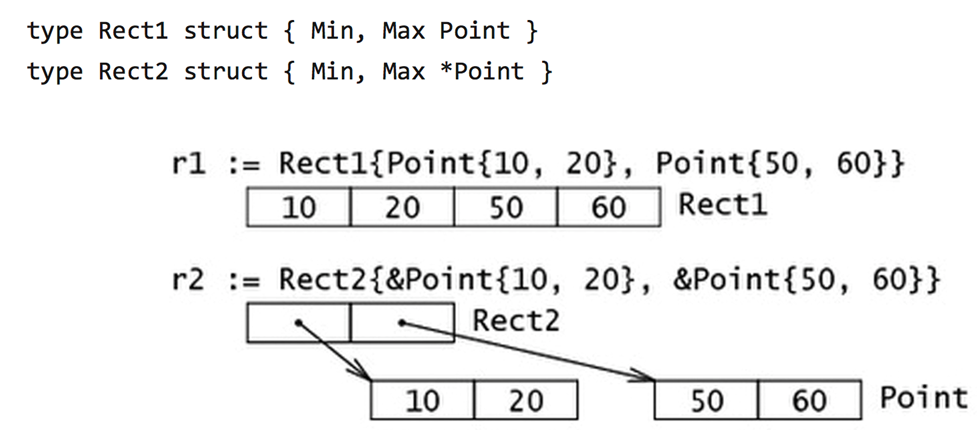 type Rect1 struct { Min, Max Point }
type Rect2 struct { Min, Max *Point }
r1 := Rect1{Point{10, 20}, Point{50, 60}}
10 20 50 60 Rect1
r2 := Rect2{&Point{10, 20}, &Point{50, 60}}
Rect2
10 20 50 60 Point